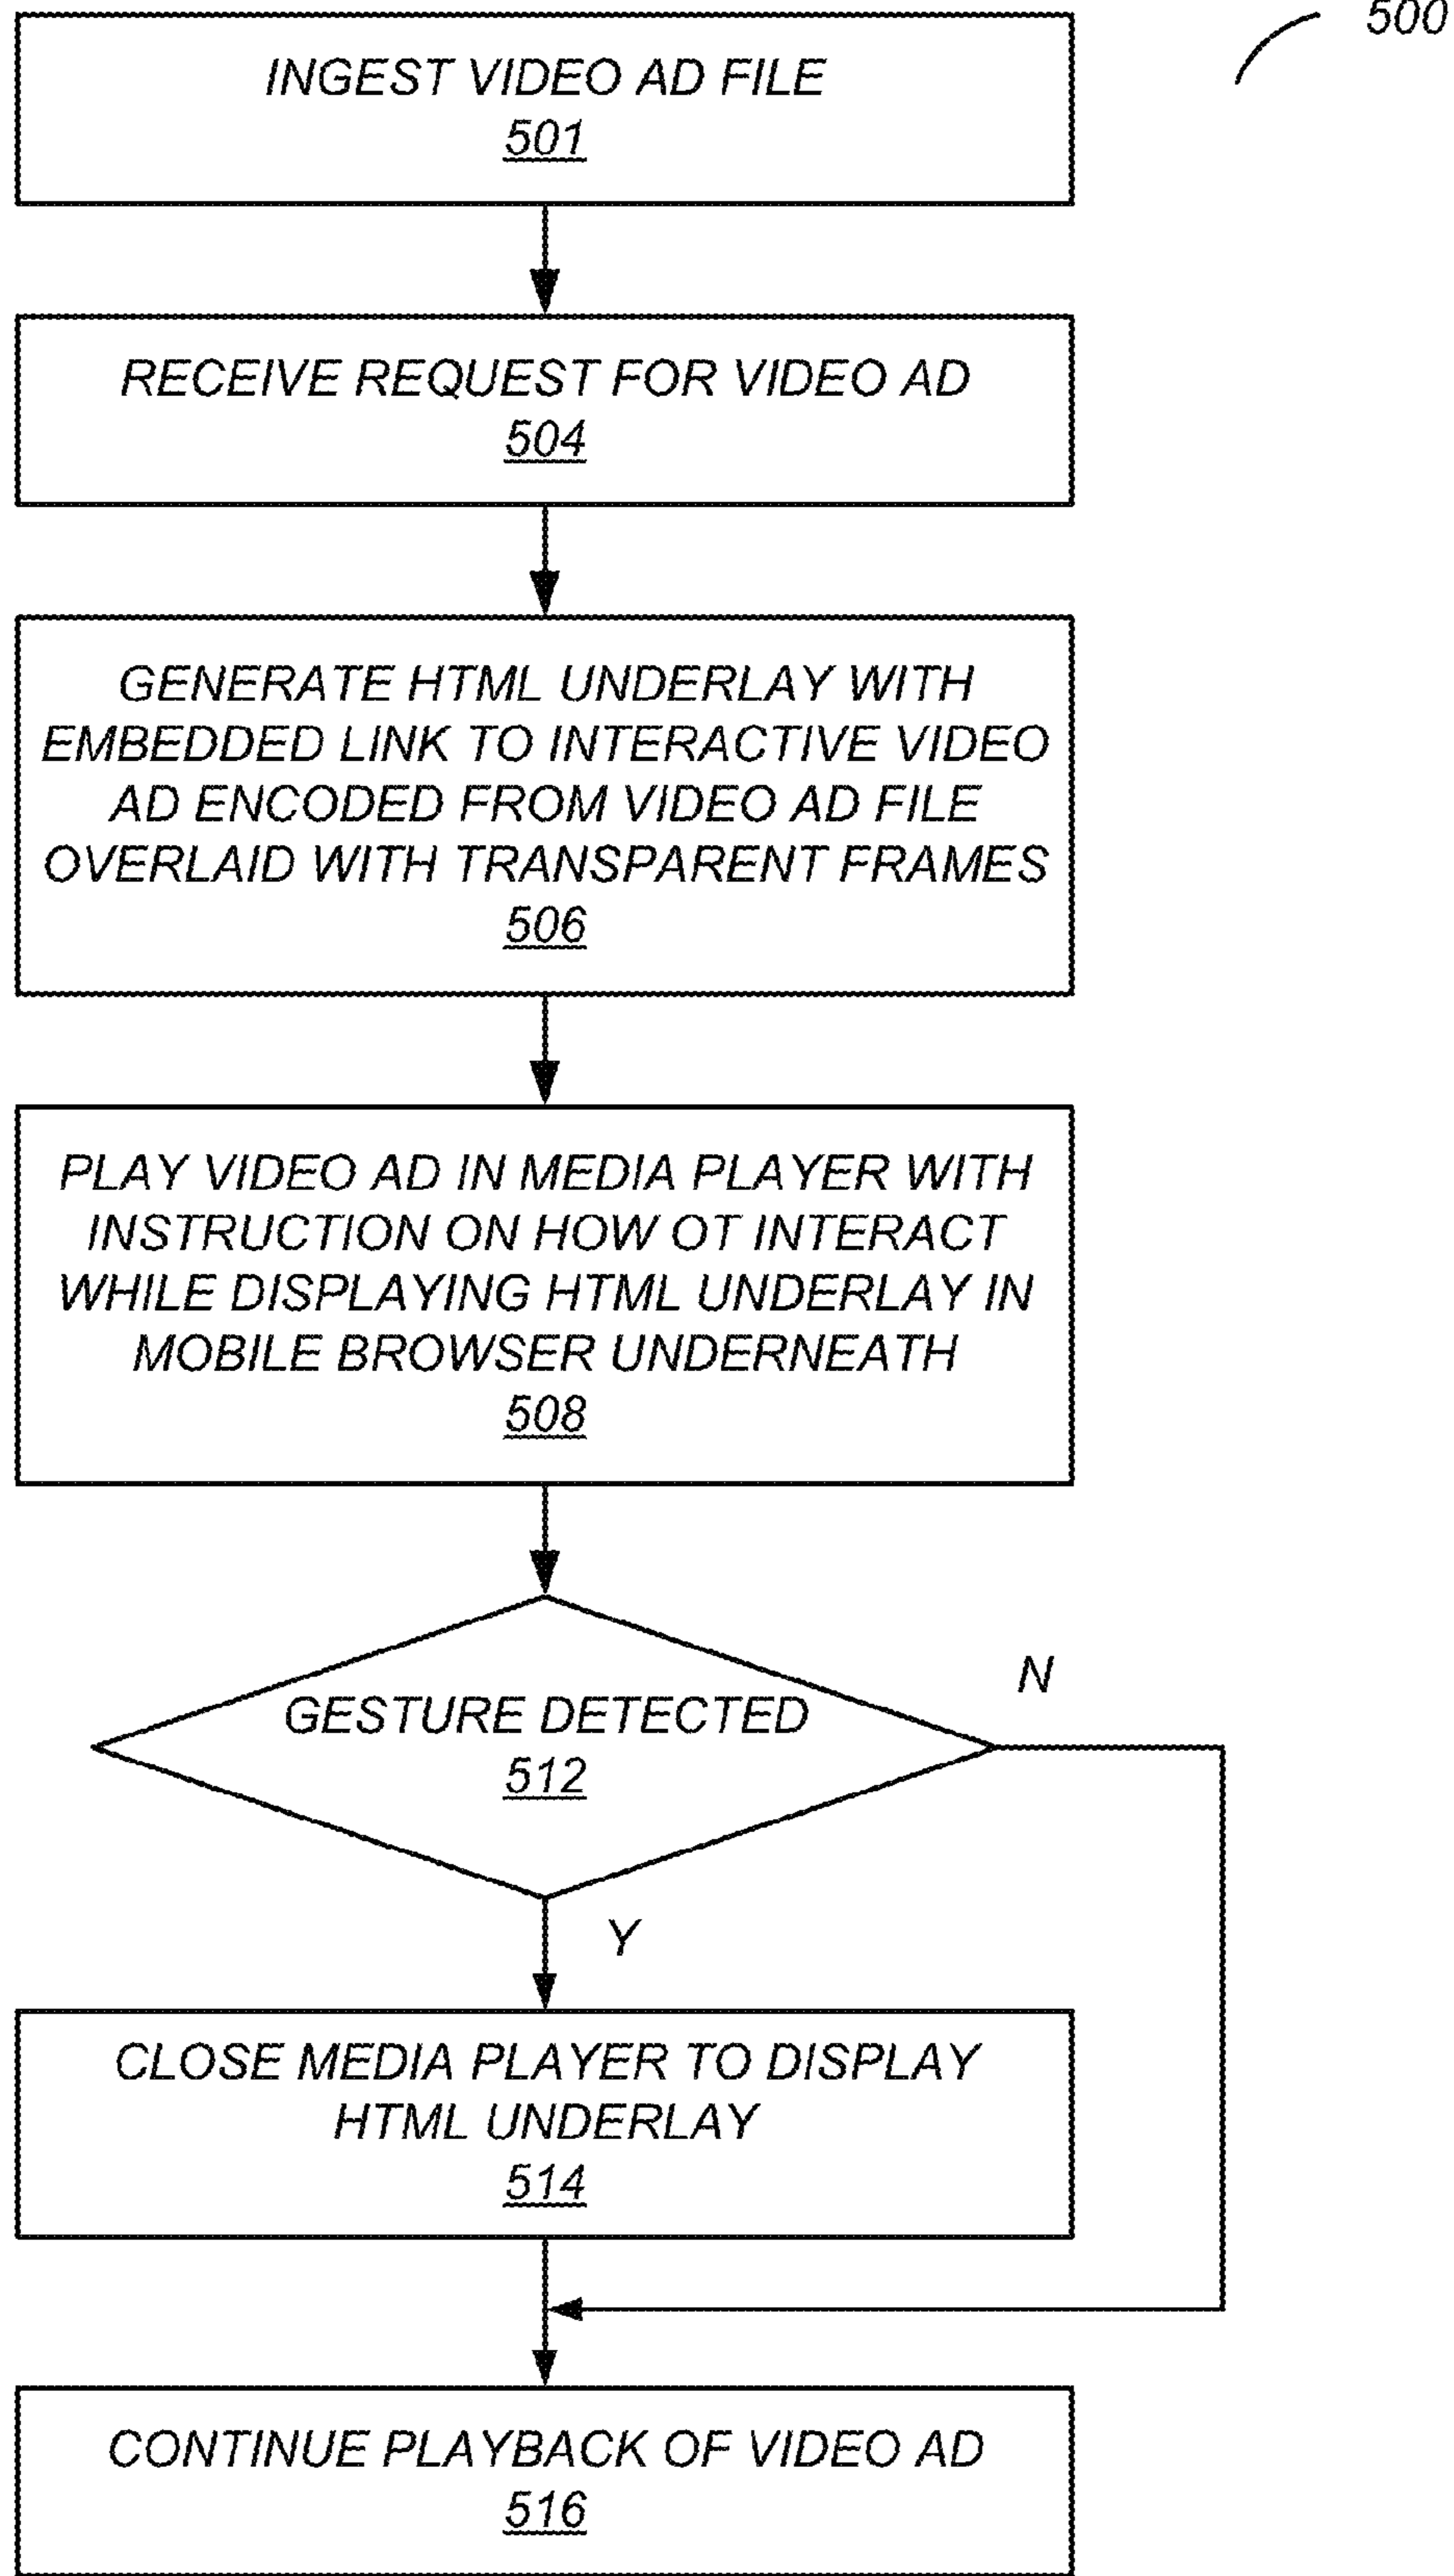 500
INGEST VIDEO AD FILE
501
RECEIVE REQUEST FOR VIDEO AD
504
GENERATE HTML UNDERLAY WITH
EMBEDDED LINK TO INTERACTIVE VIDEO
AD ENCODED FROM VIDEO AD FILE
OVERLAID WITH TRANSPARENT FRAMES
506
PLAY VIDEO AD IN MEDIA PLAYER WITH
INSTRUCTION ON HOW OT INTERACT
WHILE DISPLAYING HTML UNDERLAY IN
MOBILE BROWSER UNDERNEATH
508
N
GESTURE DETECTED
512
Y
CLOSE MEDIA PLAYER TO DISPLAY
HTML UNDERLAY
514
CONTINUE PLAYBACK OF VIDEO AD
516